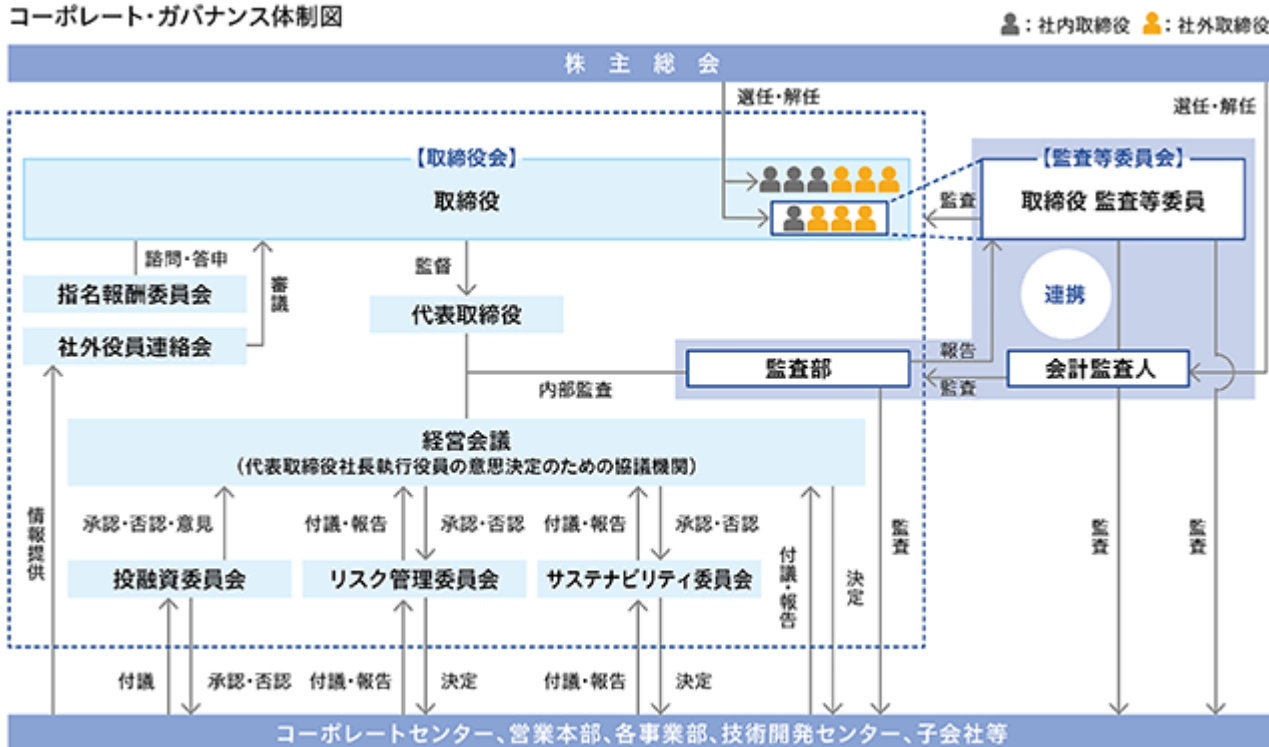 コーポレート・ガバナンス体制図
：社内取締役 ：社外取締役
株主総会
選任・解任
選任・解任
【取締役会】
取締役
【監査等委員会】
取締役 監査等委員
監査
諮問・答申
指名報酬委員会
社外役員連絡会
審議
監督
代表取締役
連携
監査部
報告
監査
会計監査人
内部監査
経営会議
（代表取締役社長執行役員の意思決定のための協議機関）
情報提供
承認・否認・意見
付議・報告
承認・否認
付議・報告
承認・否認
付議・報告
決定
監査
監査
監査
投融資委員会
リスク管理委員会
サステナビリティ委員会
付議
承認・否認
付議・報告
決定
付議・報告
決定
コーポレートセンター、営業本部、各事業部、技術開発センター、子会社等